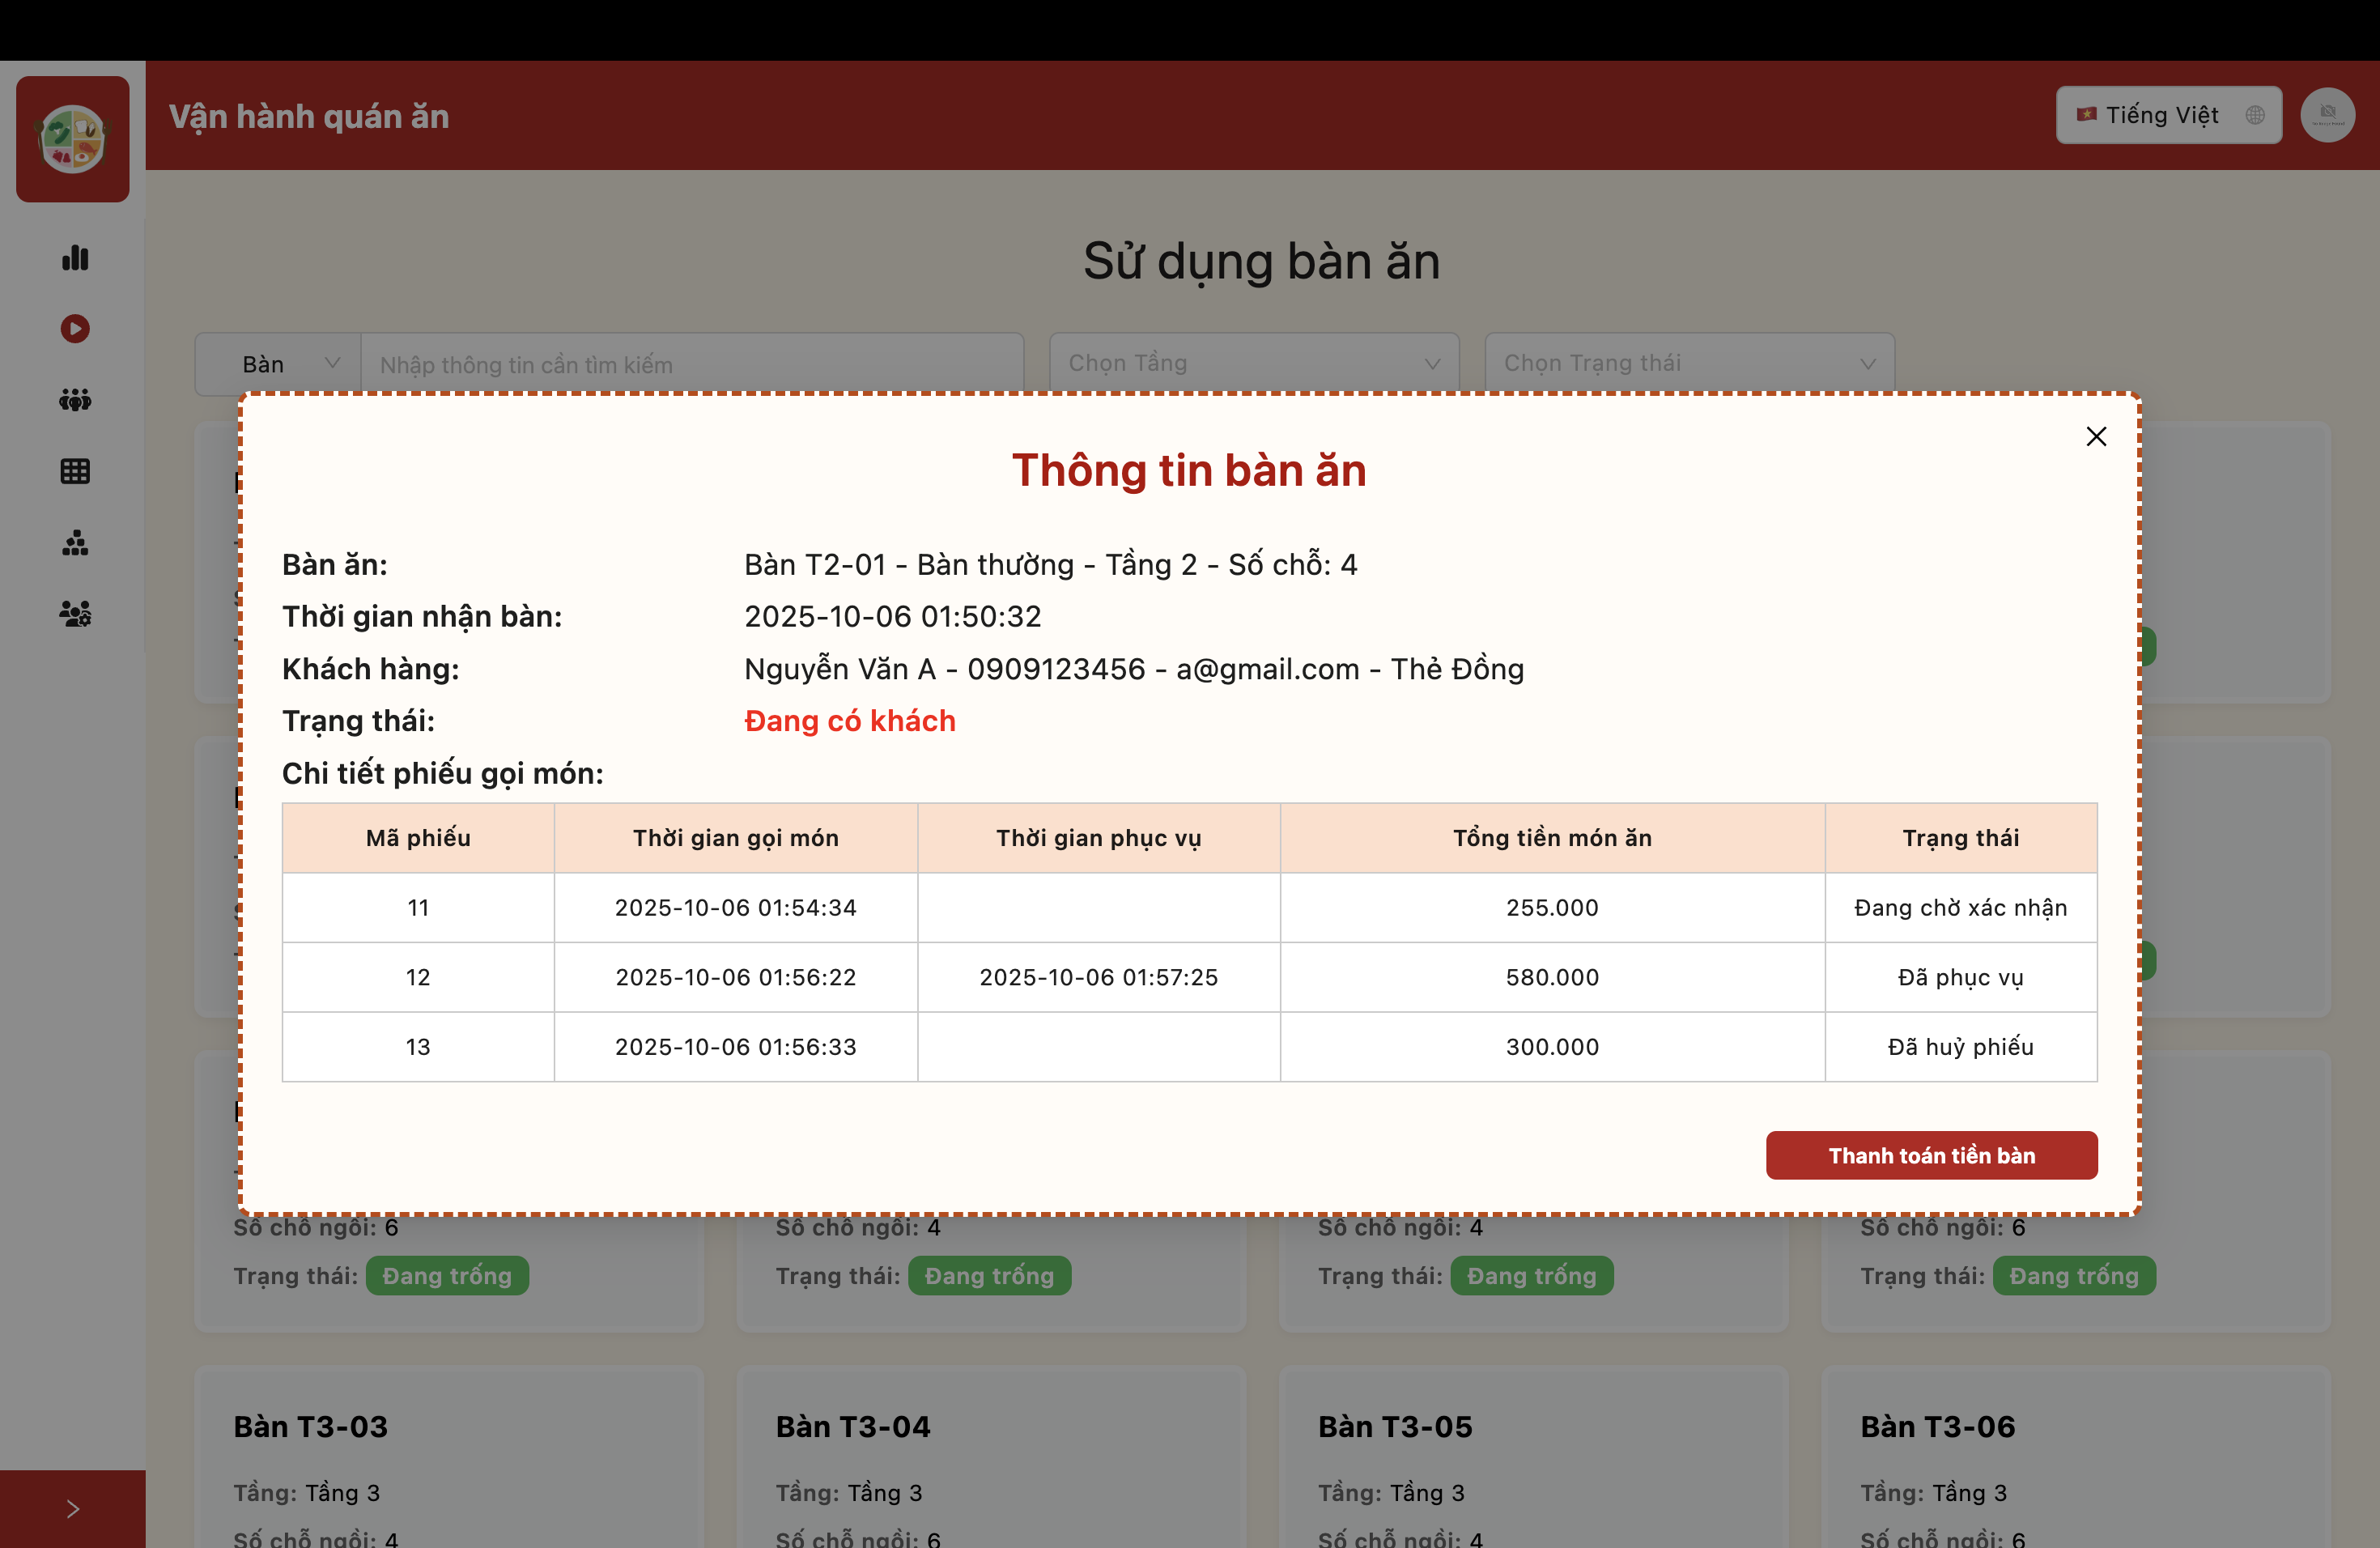 Vận hành quán ăn
Tiếng Việt
Sử dụng bàn ăn
Bàn
Nhập thông tin cần tìm kiếm
Chọn Tầng
Chọn Trạng thái
Thông tin bàn ăn
Bàn ăn: Bàn T2-01 - Bàn thường - Tầng 2 - Số chỗ: 4
Thời gian nhận bàn: 2025-10-06 01:50:32
Khách hàng: Nguyễn Văn A - 0909123456 - a@gmail.com - Thẻ Đồng
Trạng thái: Đang có khách
Chi tiết phiếu gọi món:
Mã phiếu Thời gian gọi món Thời gian phục vụ Tổng tiền món ăn Trạng thái
11 2025-10-06 01:54:34 255.000 Đang chờ xác nhận
12 2025-10-06 01:56:22 2025-10-06 01:57:25 580.000 Đã phục vụ
13 2025-10-06 01:56:33 300.000 Đã huỷ phiếu
Thanh toán tiền bàn
Số chỗ ngồi: 6 Số chỗ ngồi: 4 Số chỗ ngồi: 4 Số chỗ ngồi: 6
Trạng thái: Đang trống Trạng thái: Đang trống Trạng thái: Đang trống Trạng thái: Đang trống
Bàn T3-03 Bàn T3-04 Bàn T3-05 Bàn T3-06
Tầng: Tầng 3 Tầng: Tầng 3 Tầng: Tầng 3 Tầng: Tầng 3
Số chỗ ngồi: 4 Số chỗ ngồi: 6 Số chỗ ngồi: 4 Số chỗ ngồi: 6